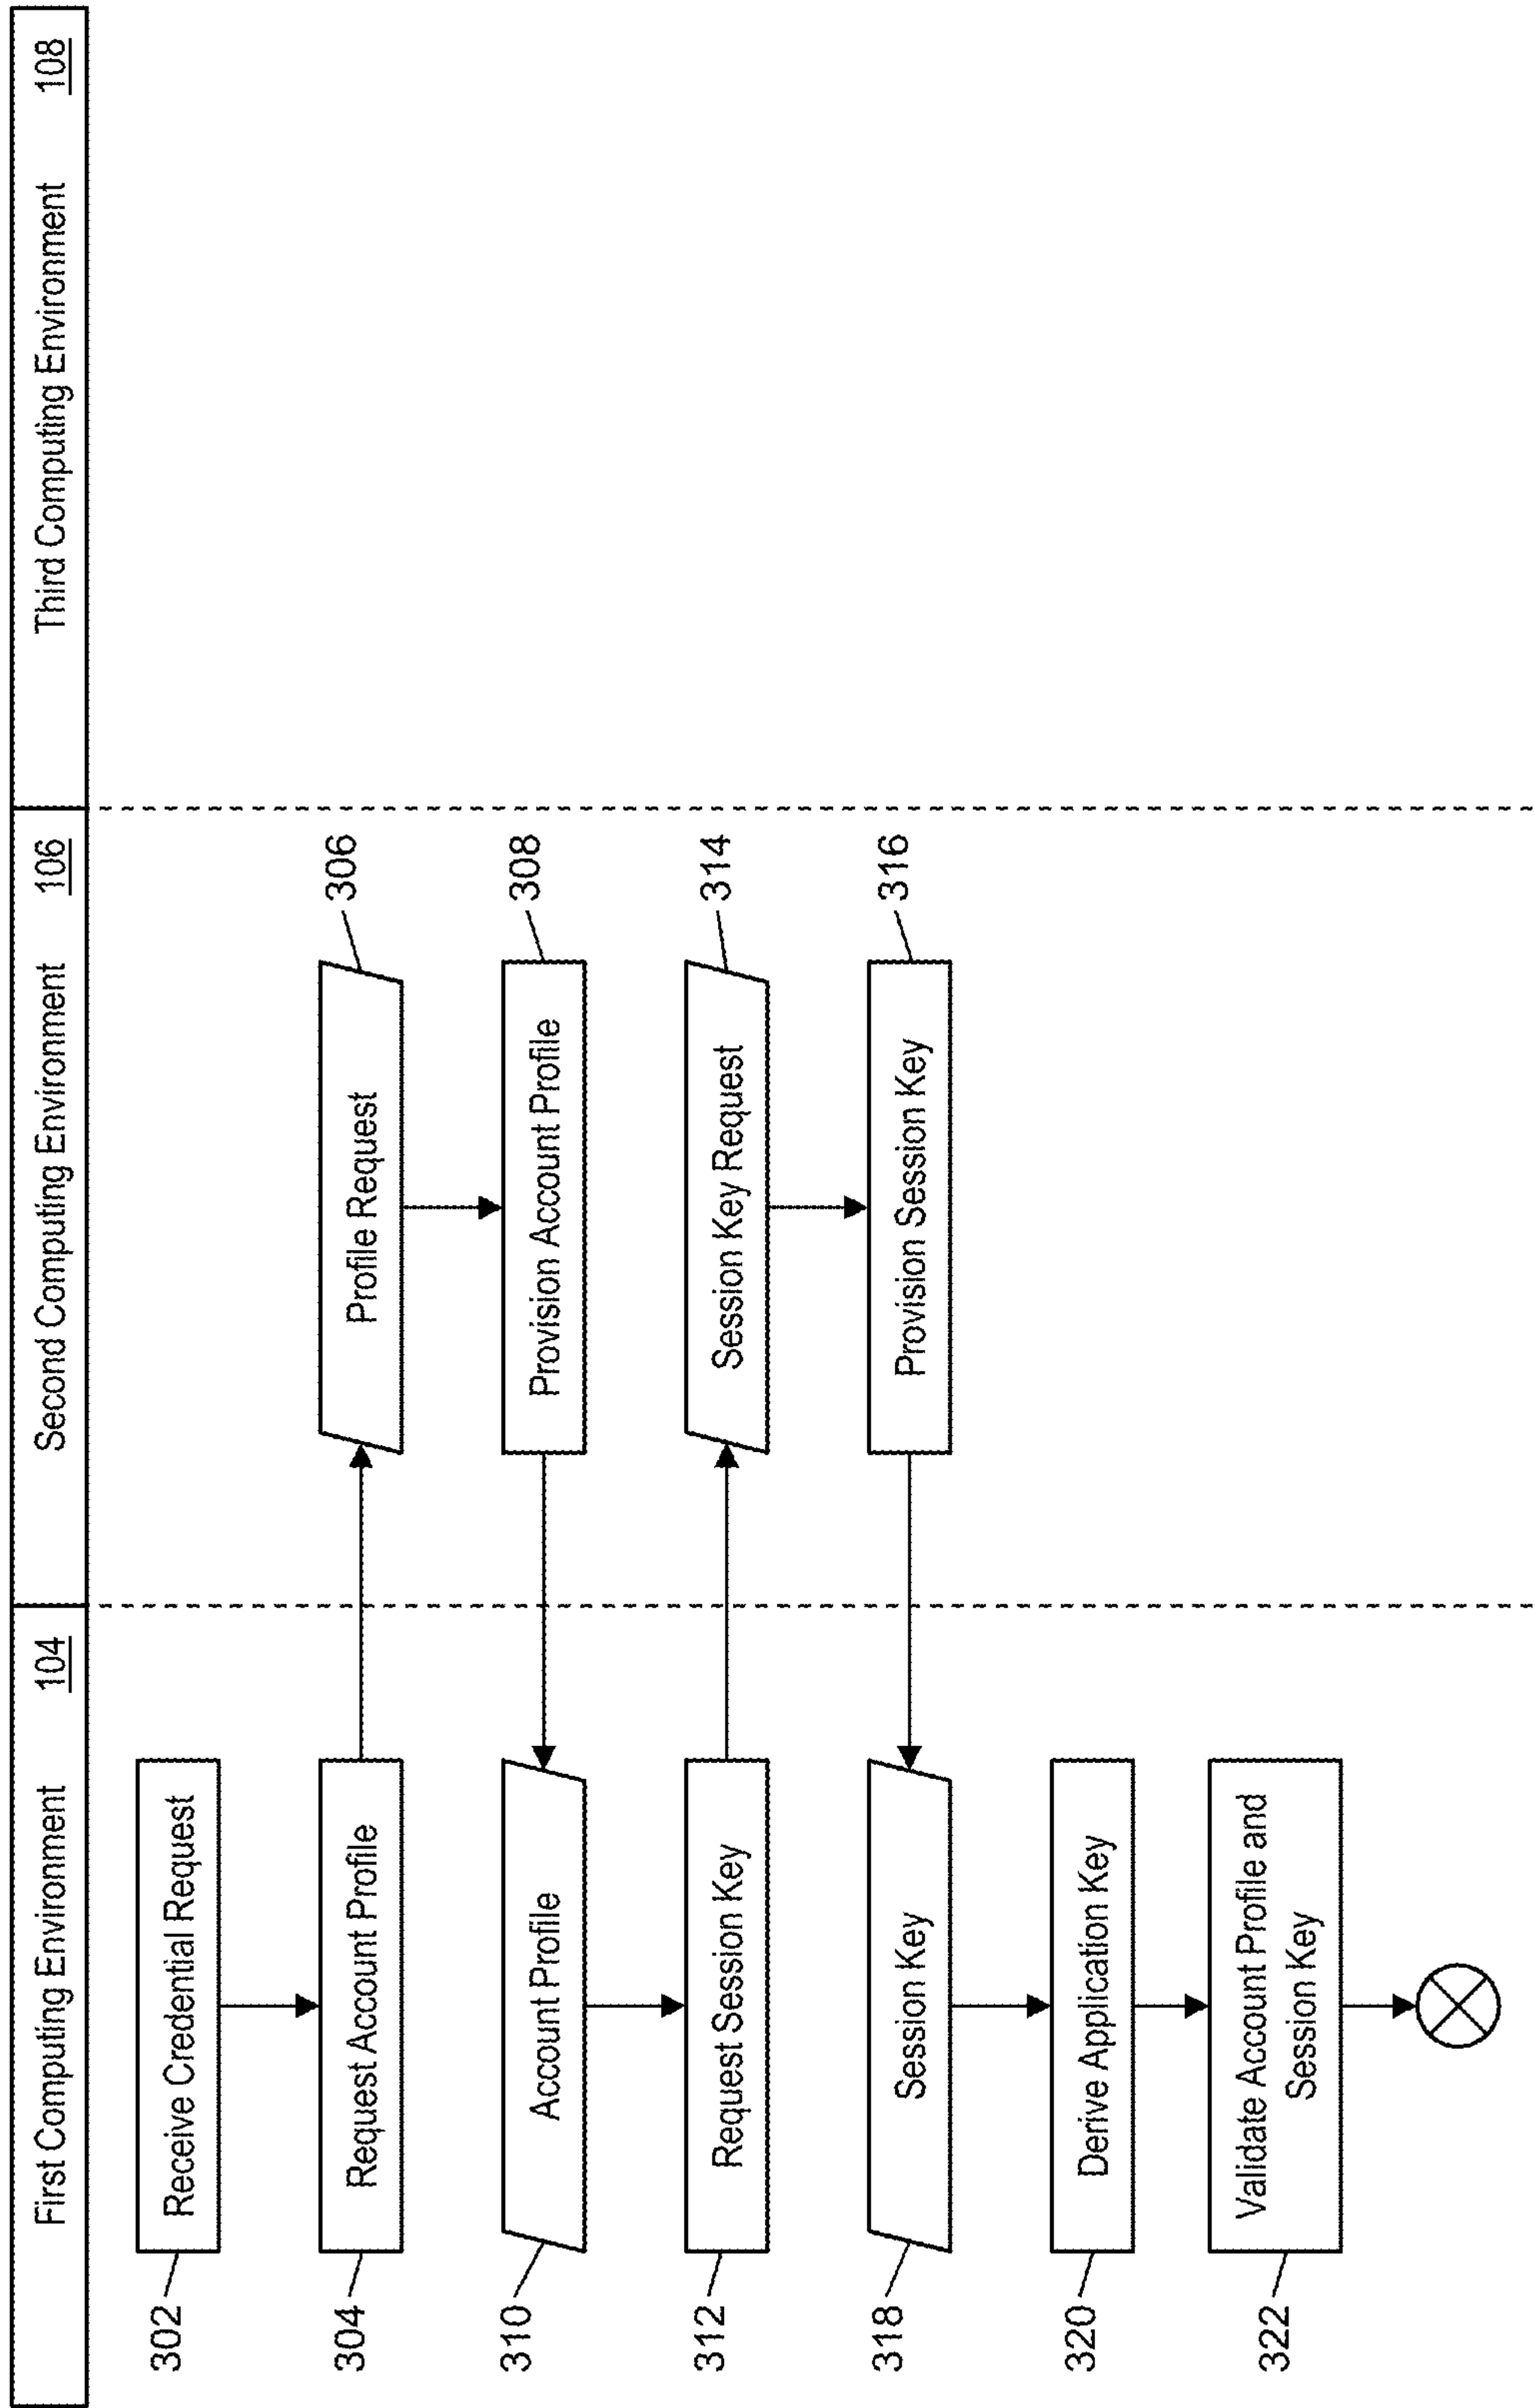 First Computing Environment 104
Second Computing Environment 106
Third Computing Environment 108
302
Receive Credential Request
304
Request Account Profile
Profile Request
306
Provision Account Profile
308
310
Account Profile
312
Request Session Key
Session Key Request
314
Provision Session Key
316
318
Session Key
320
Derive Application Key
322
Validate Account Profile and
Session Key